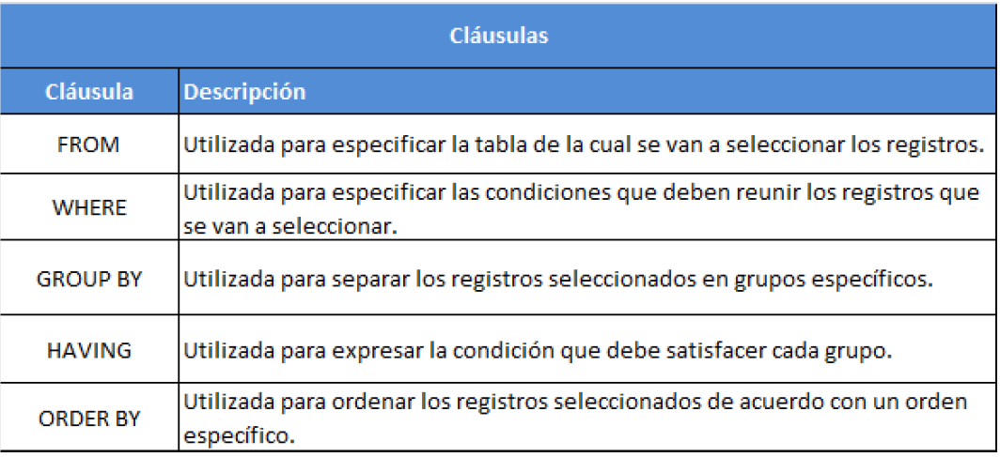 Cláusulas
Cláusula Descripción
FROM Utilizada para especificar la tabla de la cual se van a seleccionar los registros.
WHERE Utilizada para especificar las condiciones que deben reunir los registros que
se van a seleccionar.
GROUP BY Utilizada para separar los registros seleccionados en grupos específicos.
HAVING Utilizada para expresar la condición que debe satisfacer cada grupo.
ORDER BY Utilizada para ordenar los registros seleccionados de acuerdo con un orden
específico.